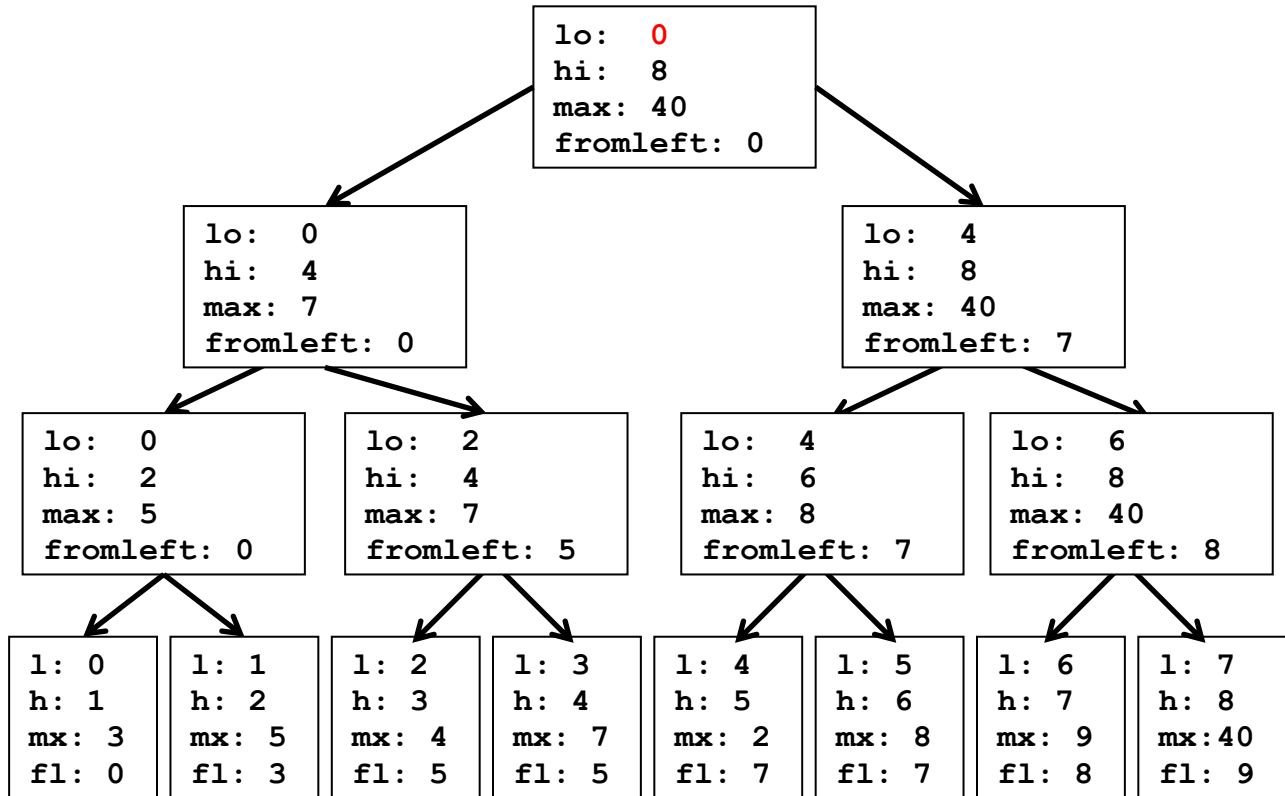 lo: 0
hi: 8
max: 40
fromleft: 0
lo: 0
hi: 4
max: 7
fromleft: 0
lo: 4
hi: 8
max: 40
fromleft: 7
lo: 0
hi: 2
max: 5
fromleft: 0
lo: 2
hi: 4
max: 7
fromleft: 5
lo: 4
hi: 6
max: 8
fromleft: 7
lo: 6
hi: 8
max: 40
fromleft: 8
l: 0
h: 1
mx: 3
fl: 0
l: 1
h: 2
mx: 5
fl: 3
l: 2
h: 3
mx: 4
fl: 5
l: 3
h: 4
mx: 7
fl: 5
l: 4
h: 5
mx: 2
fl: 7
l: 5
h: 6
mx: 8
fl: 7
l: 6
h: 7
mx: 9
fl: 8
l: 7
h: 8
mx:40
fl: 9